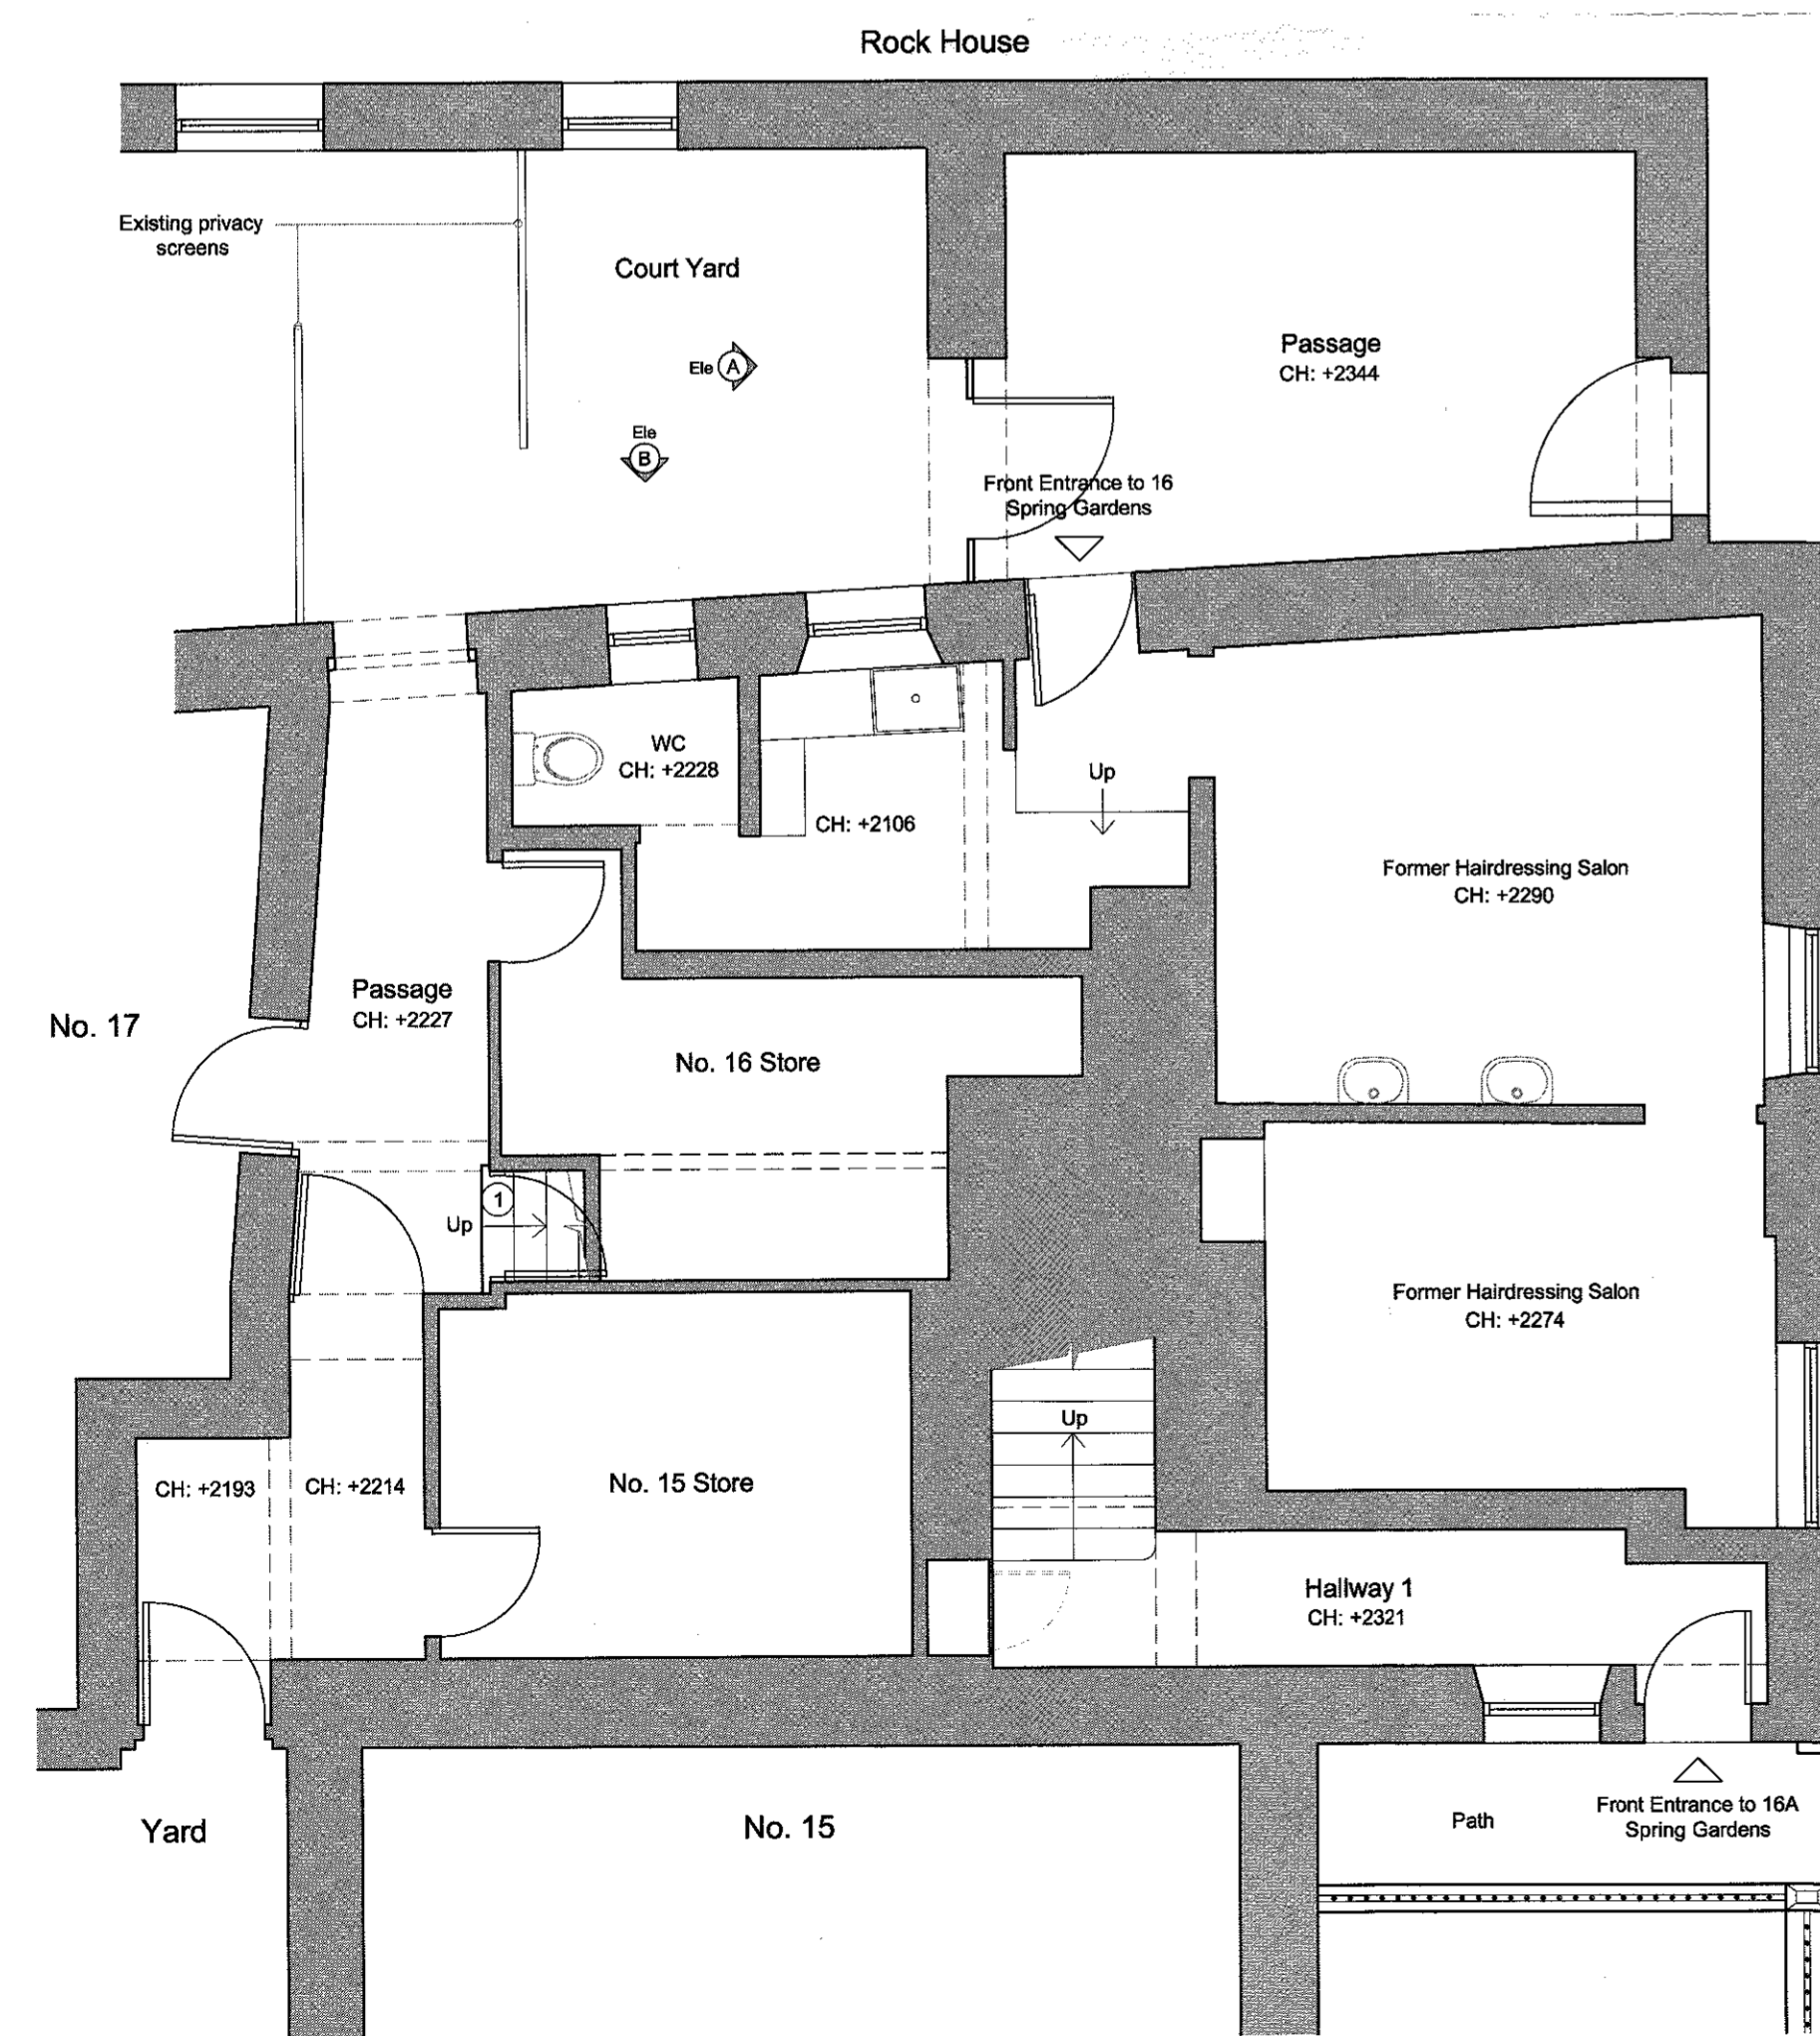 Rock House
Existing privacy
screens
Court Yard
Ele A
Ele
B
Passage
CH: +2344
Front Entrance to 16
Spring Gardens
WC
CH: +2228
CH: +2106
Up
Former Hairdressing Salon
CH: +2290
Passage
CH: +2227
No. 17
No. 16 Store
1
Up
Former Hairdressing Salon
CH: +2274
Up
CH: +2193
CH: +2214
No. 15 Store
Hallway 1
CH: +2321
Yard
No. 15
Path
Front Entrance to 16A
Spring Gardens